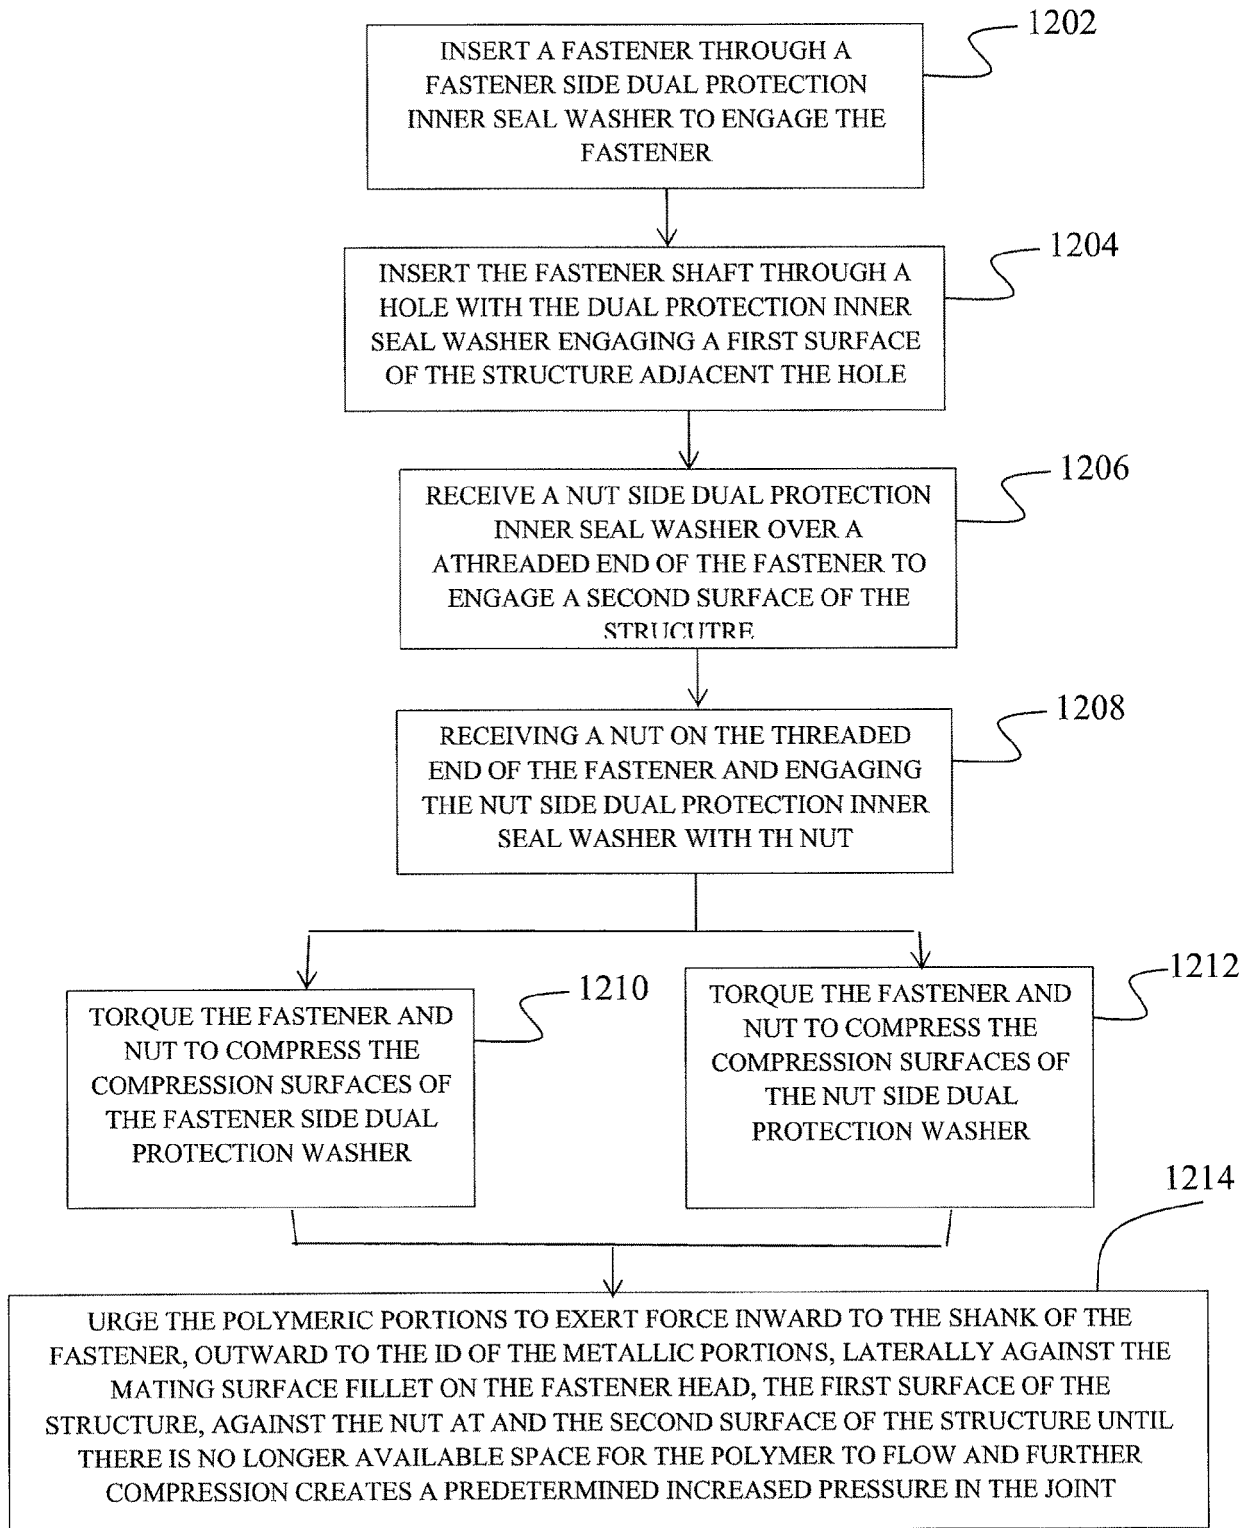 1202
INSERT A FASTENER THROUGH A
FASTENER SIDE DUAL PROTECTION
INNER SEAL WASHER TO ENGAGE THE
FASTENER
1204
INSERT THE FASTENER SHAFT THROUGH A
HOLE WITH THE DUAL PROTECTION INNER
SEAL WASHER ENGAGING A FIRST SURFACE
OF THE STRUCTURE ADJACENT THE HOLE
1206
RECEIVE A NUT SIDE DUAL PROTECTION
INNER SEAL WASHER OVER A
ATHREADED END OF THE FASTENER TO
ENGAGE A SECOND SURFACE OF THE
STRUCUTRE
1208
RECEIVING A NUT ON THE THREADED
END OF THE FASTENER AND ENGAGING
THE NUT SIDE DUAL PROTECTION INNER
SEAL WASHER WITH TH NUT
1210
TORQUE THE FASTENER AND
NUT TO COMPRESS THE
COMPRESSION SURFACES OF
THE FASTENER SIDE DUAL
PROTECTION WASHER
1212
TORQUE THE FASTENER AND
NUT TO COMPRESS THE
COMPRESSION SURFACES OF
THE NUT SIDE DUAL
PROTECTION WASHER
1214
URGE THE POLYMERIC PORTIONS TO EXERT FORCE INWARD TO THE SHANK OF THE
FASTENER, OUTWARD TO THE ID OF THE METALLIC PORTIONS, LATERALLY AGAINST THE
MATING SURFACE FILLET ON THE FASTENER HEAD, THE FIRST SURFACE OF THE
STRUCTURE, AGAINST THE NUT AT AND THE SECOND SURFACE OF THE STRUCTURE UNTIL
THERE IS NO LONGER AVAILABLE SPACE FOR THE POLYMER TO FLOW AND FURTHER
COMPRESSION CREATES A PREDETERMINED INCREASED PRESSURE IN THE JOINT